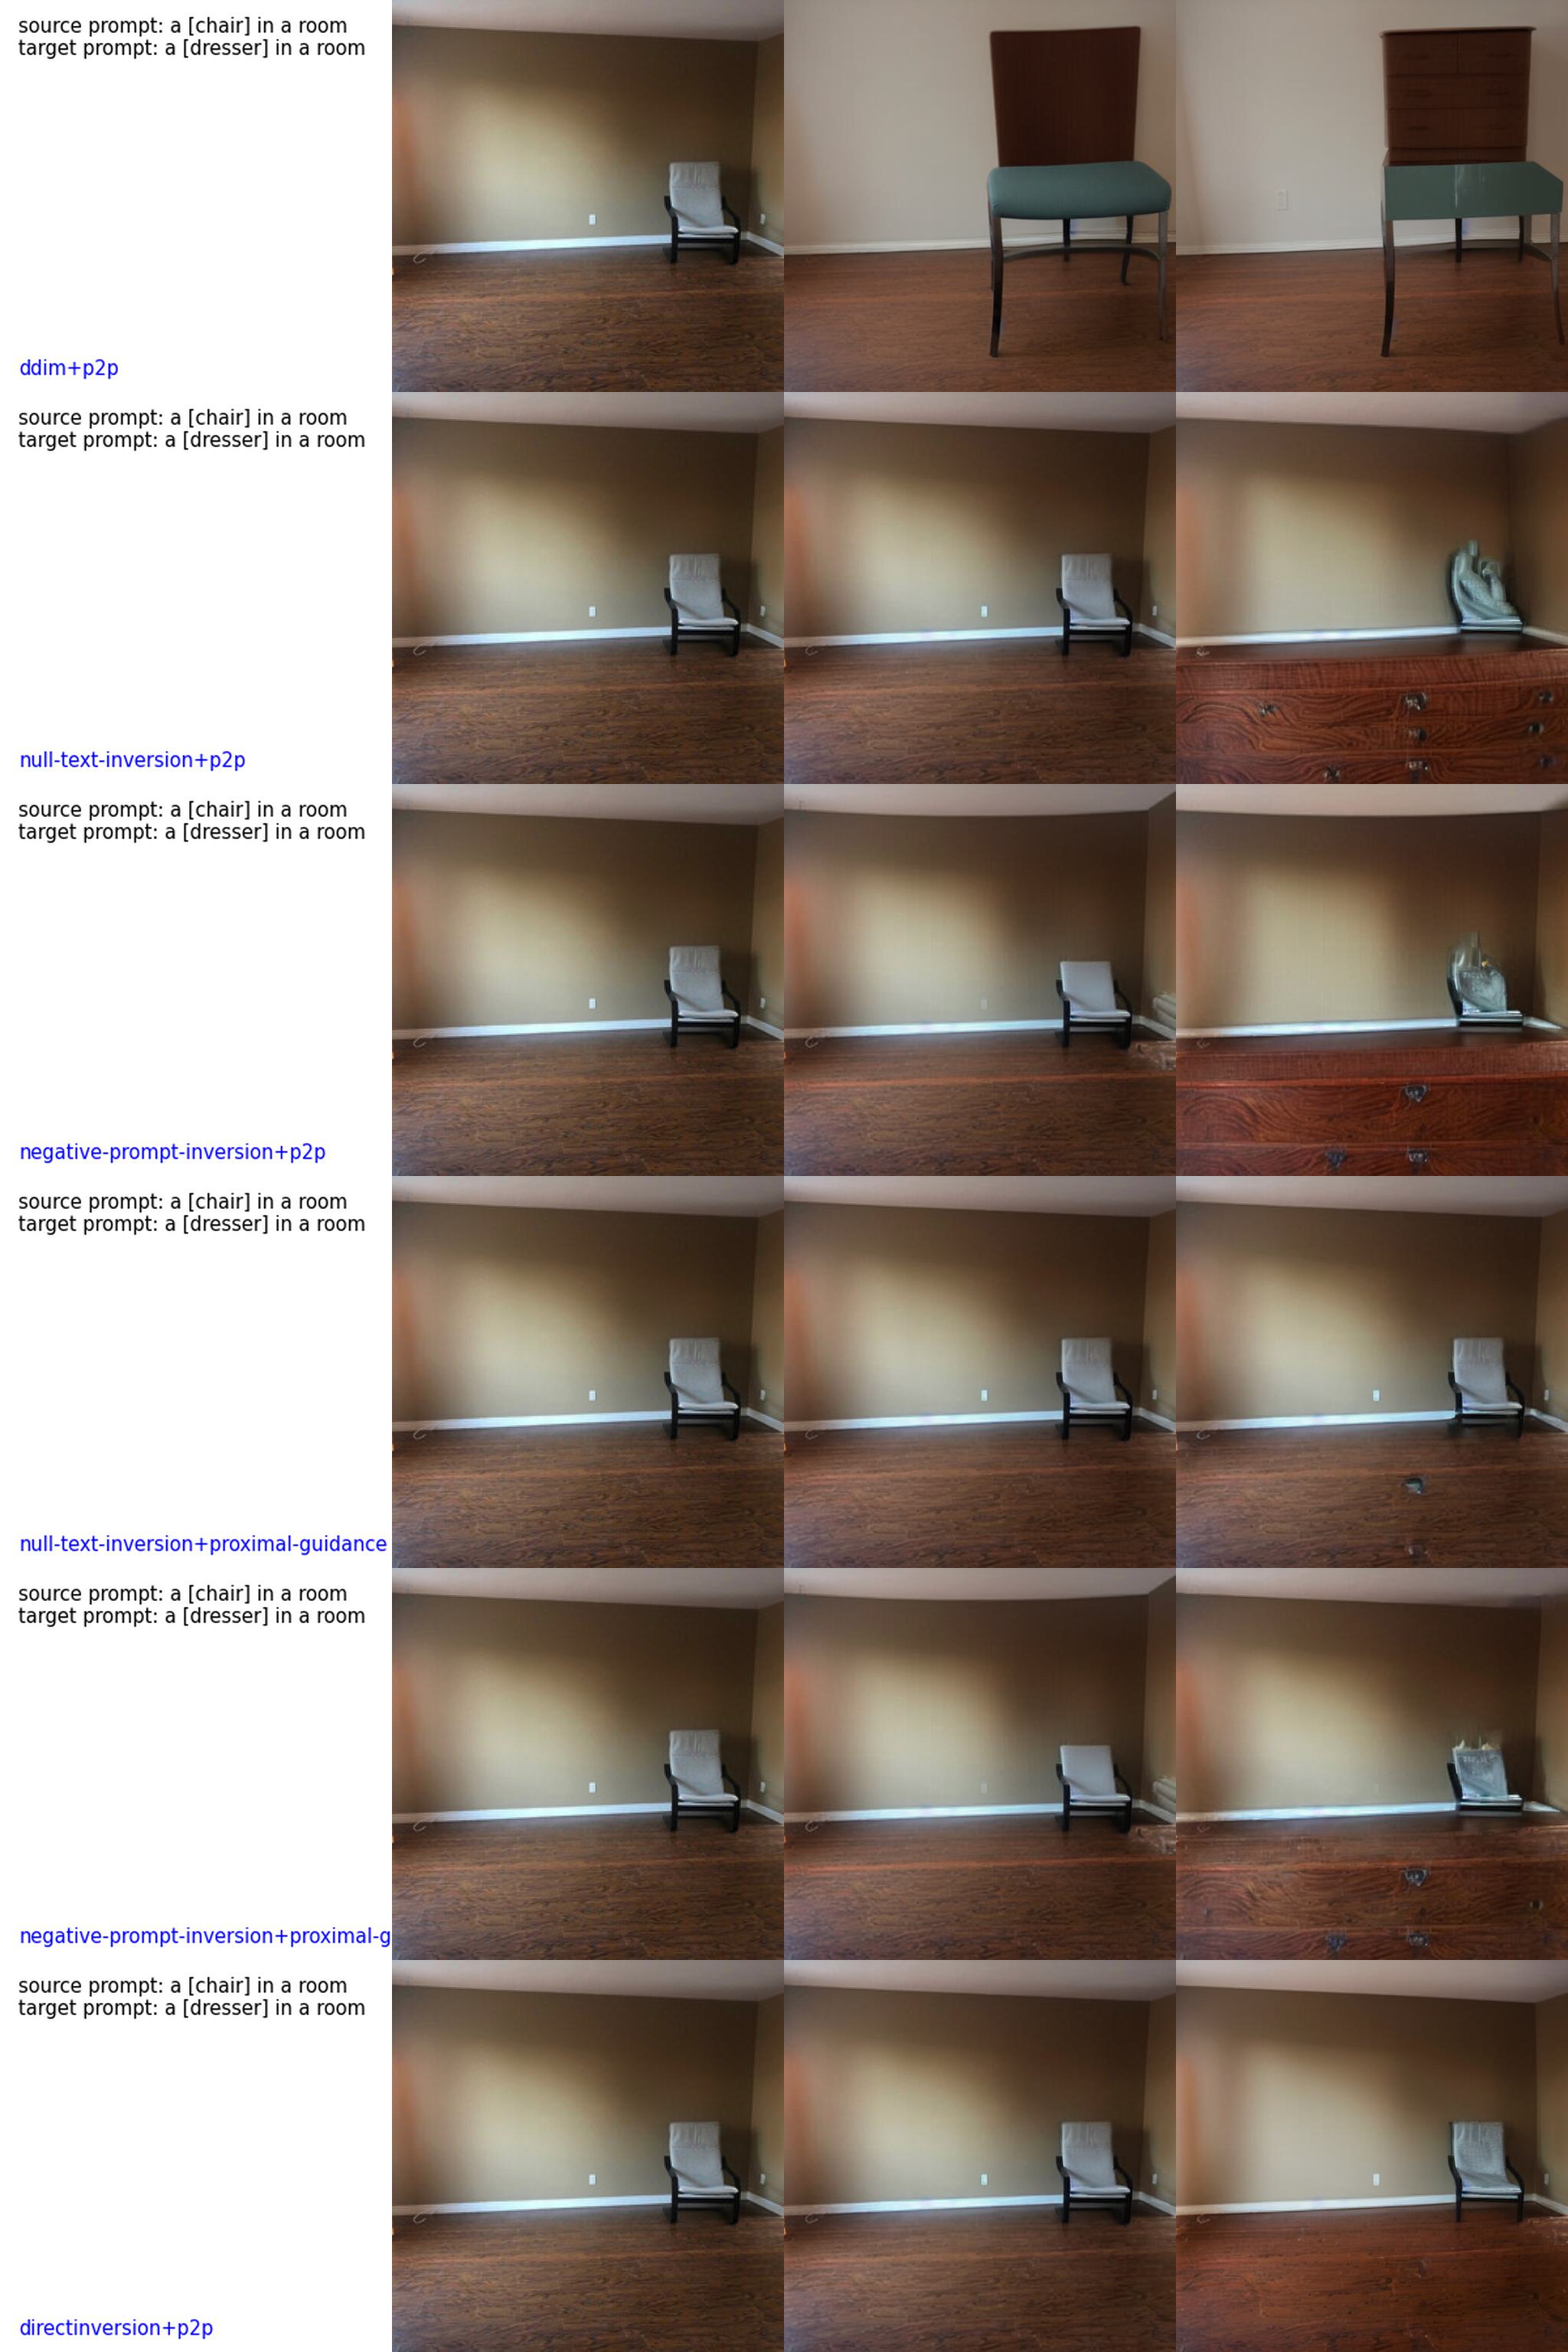 source prompt: a [chair] in a room
target prompt: a [dresser] in a room
ddim+p2p
source prompt: a [chair] in a room
target prompt: a [dresser] in a room
null-text-inversion+p2p
source prompt: a [chair] in a room
target prompt: a [dresser] in a room
negative-prompt-inversion+p2p
source prompt: a [chair] in a room
target prompt: a [dresser] in a room
null-text-inversion+proximal-guidance
source prompt: a [chair] in a room
target prompt: a [dresser] in a room
negative-prompt-inversion+proximal-g
source prompt: a [chair] in a room
target prompt: a [dresser] in a room
directinversion+p2p